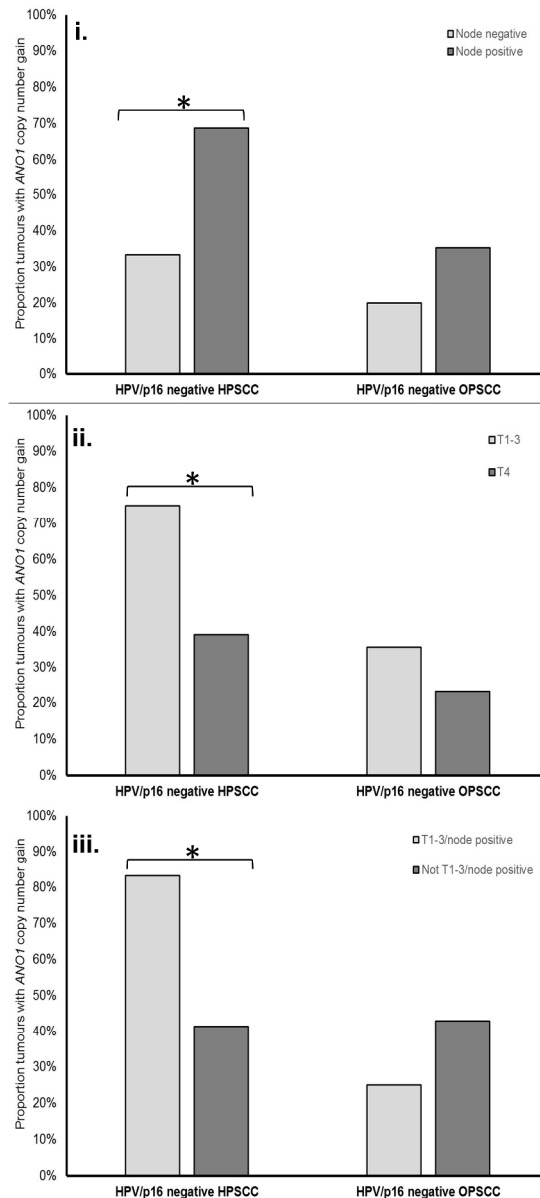 i.
Node negative
Node positive
*
100%
90%
80%
70%
60%
50%
40%
30%
20%
10%
0%
Proportion tumours with ANO1 copy number gain
HPV/p16 negative HPSCC HPV/p16 negative OPSCC
ii.
T1-3
T4
*
100%
90%
80%
70%
60%
50%
40%
30%
20%
10%
0%
Proportion tumours with ANO1 copy number gain
HPV/p16 negative HPSCC HPV/p16 negative OPSCC
iii.
T1-3/node positive
Not T1-3/node positive
*
100%
90%
80%
70%
60%
50%
40%
30%
20%
10%
0%
Proportion tumours with ANO1 copy number gain
HPV/p16 negative HPSCC HPV/p16 negative OPSCC